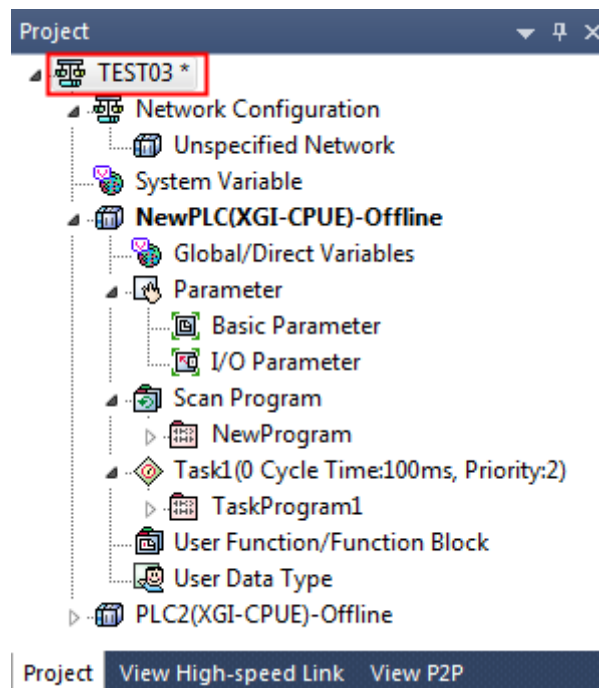 Project
TEST03 *
Network Configuration
Unspecified Network
System Variable
NewPLC(XGI-CPUE)-Offline
Global/Direct Variables
Parameter
Basic Parameter
I/O Parameter
Scan Program
NewProgram
Task1(0 Cycle Time:100ms, Priority:2)
TaskProgram1
User Function/Function Block
User Data Type
PLC2(XGI-CPUE)-Offline
Project View High-speed Link View P2P